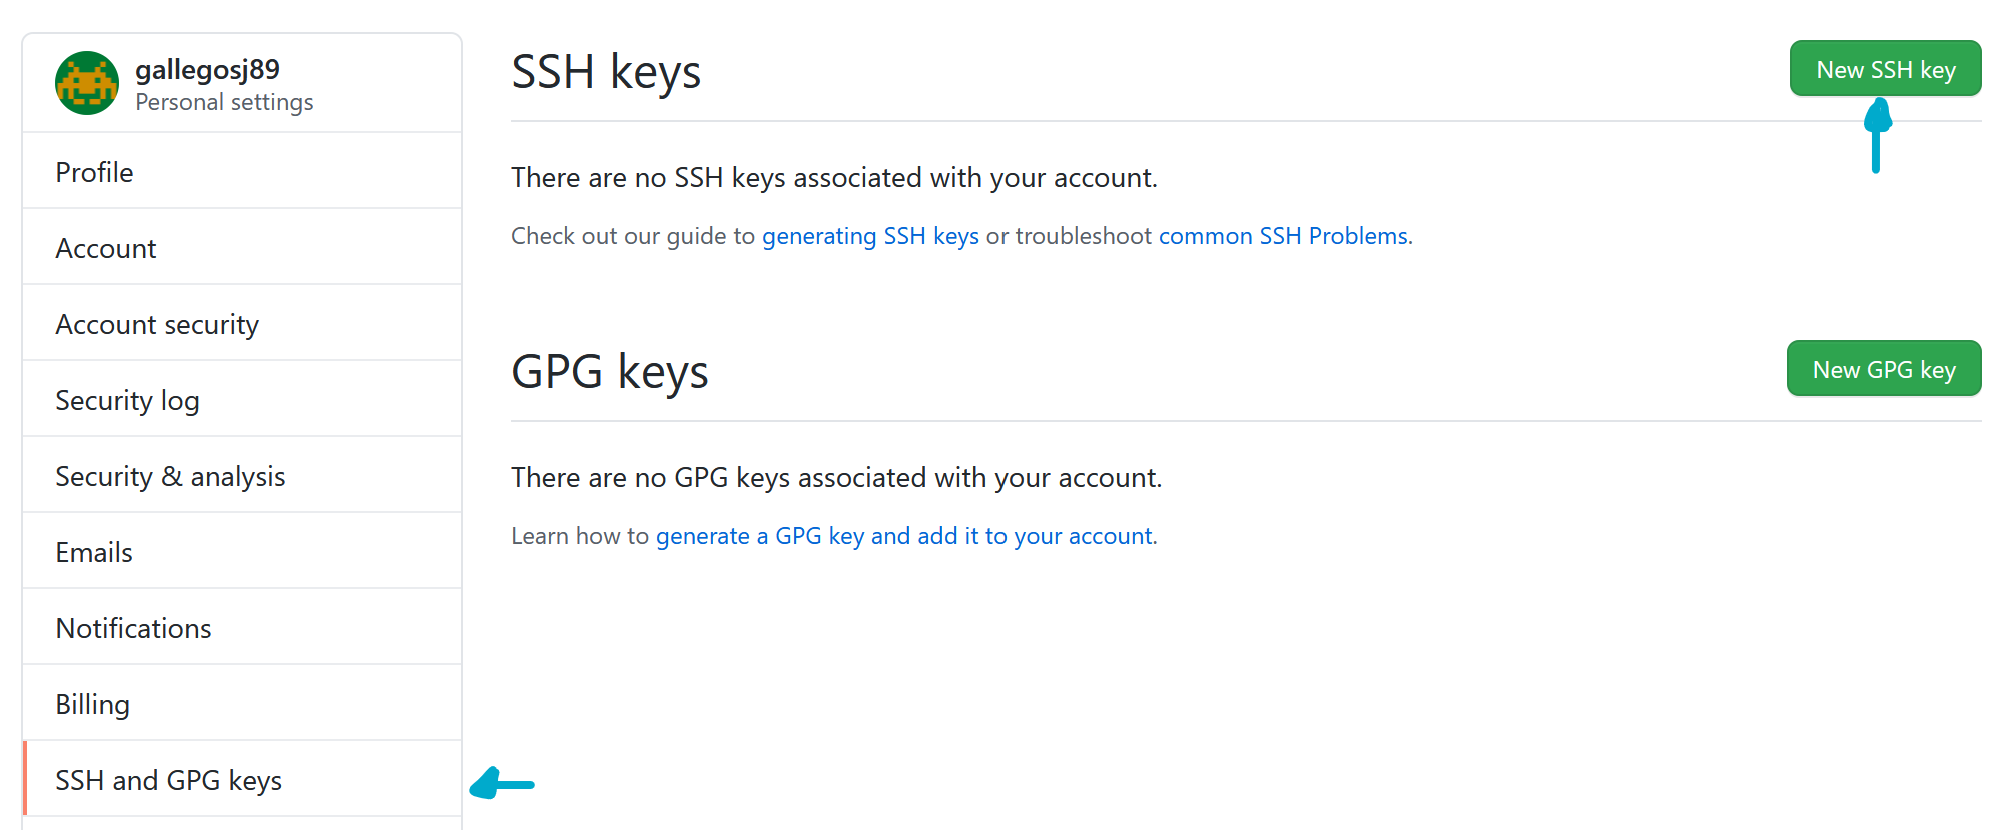 gallegosj89
Personal settings
Profile
Account
Account security
Security log
Security & analysis
Emails
Notifications
Billing
SSH and GPG keys
SSH keys
New SSH key
There are no SSH keys associated with your account.
Check out our guide to generating SSH keys or troubleshoot common SSH Problems.
GPG keys
New GPG key
There are no GPG keys associated with your account.
Learn how to generate a GPG key and add it to your account.